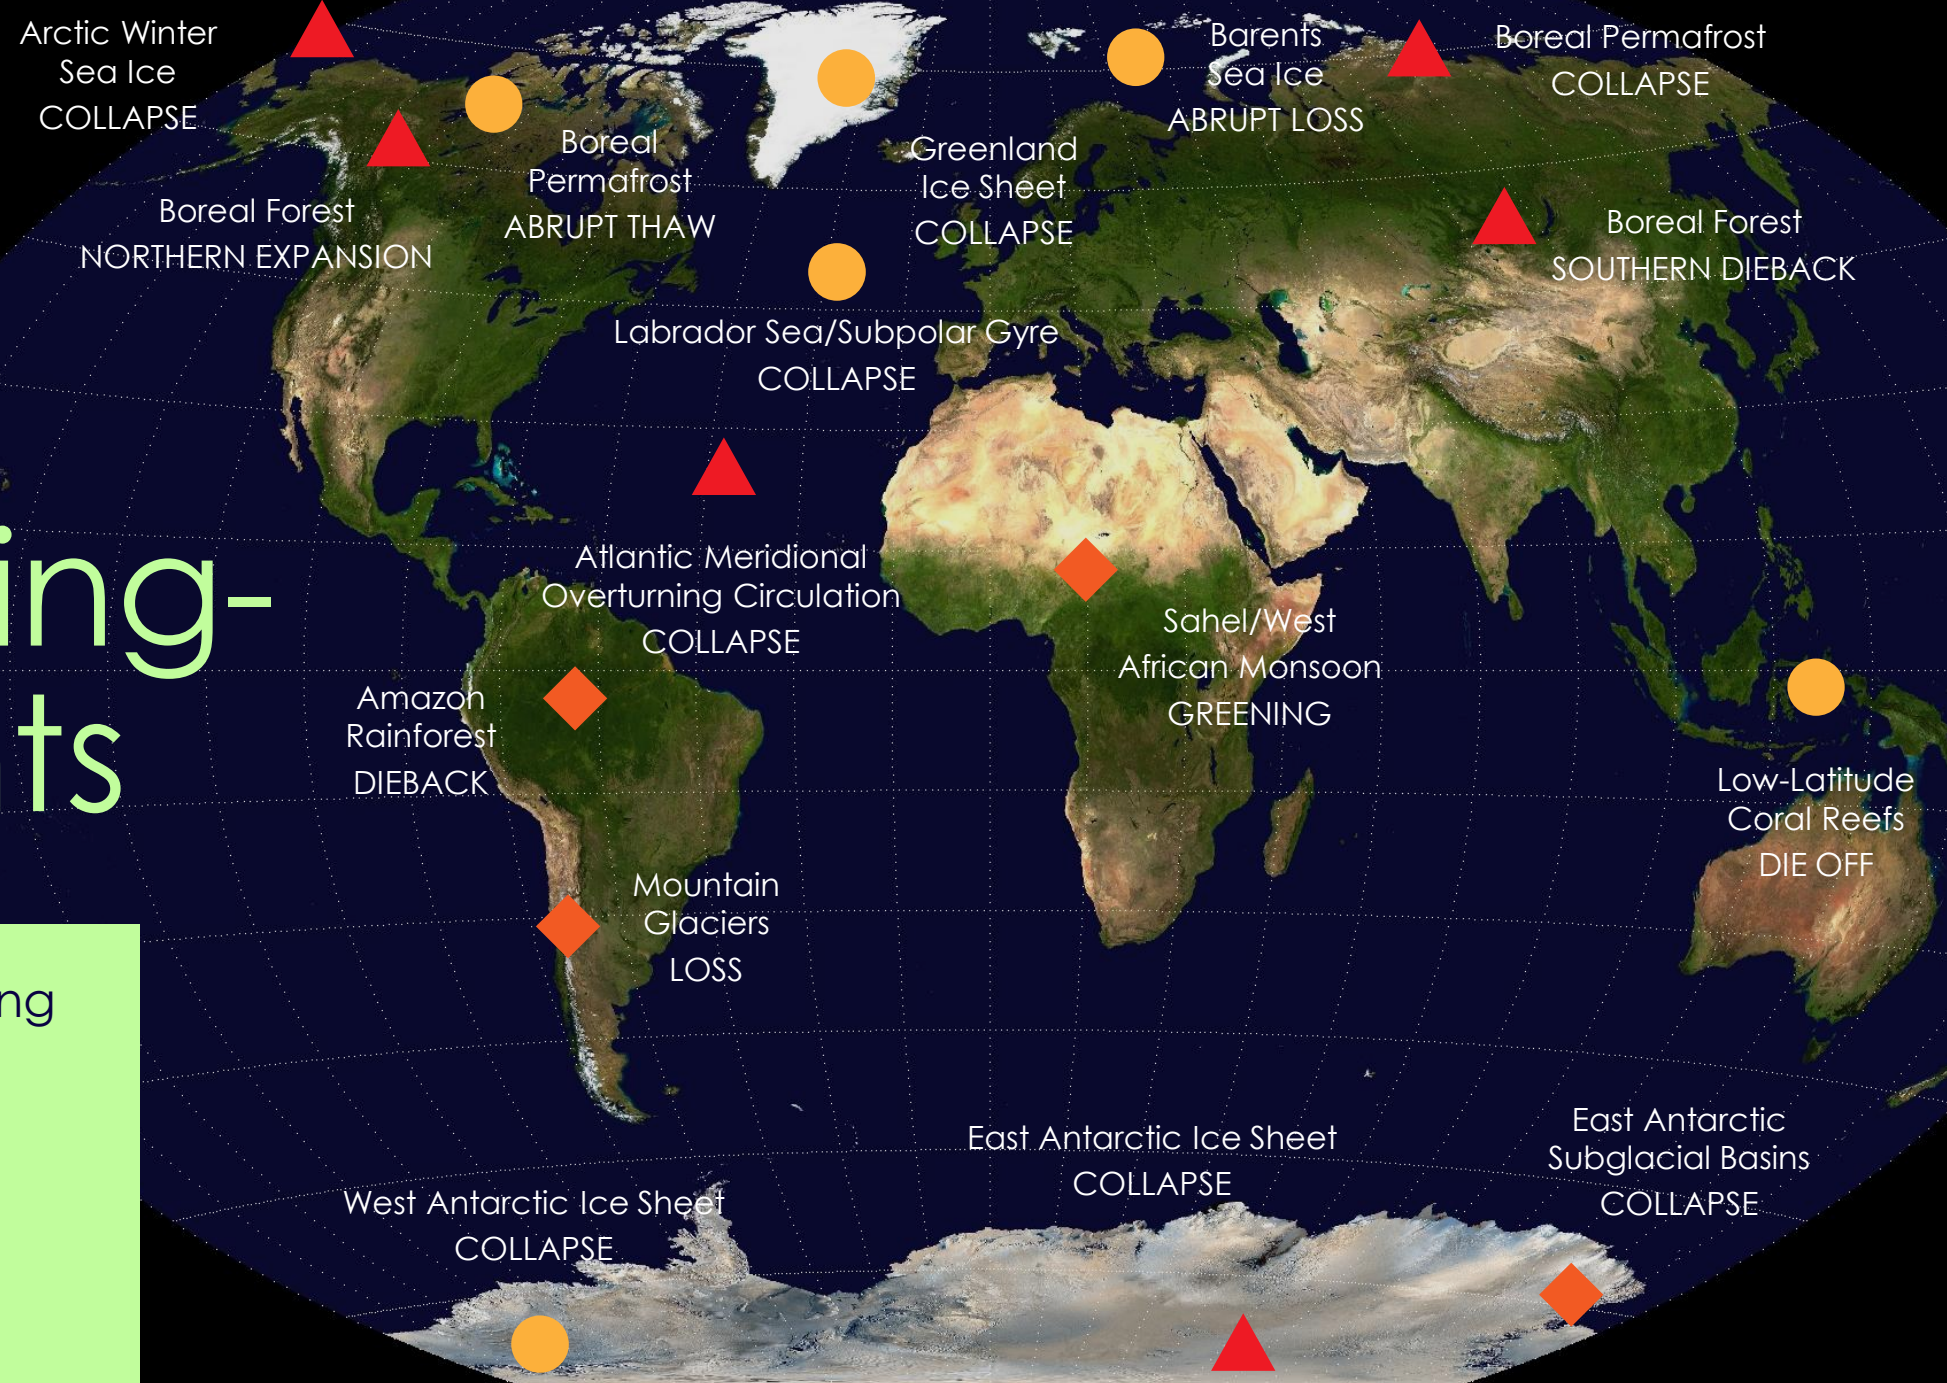 Arctic Winter
Sea Ice
COLLAPSE
Boreal Forest
NORTHERN EXPANSION
Boreal
Permafrost
ABRUPT THAW
Greenland
Ice Sheet
COLLAPSE
Barents
Sea Ice
ABRUPT LOSS
Boreal Permafrost
COLLAPSE
Boreal Forest
SOUTHERN DIEBACK
Labrador Sea/Subpolar Gyre
COLLAPSE
Atlantic Meridional
Overturning Circulation
COLLAPSE
Sahel/West
African Monsoon
GREENING
Amazon
Rainforest
DIEBACK
Low-Latitude
Coral Reefs
DIE OFF
Mountain
Glaciers
LOSS
East Antarctic Ice Sheet
COLLAPSE
East Antarctic
Subglacial Basins
COLLAPSE
West Antarctic Ice Sheet
COLLAPSE